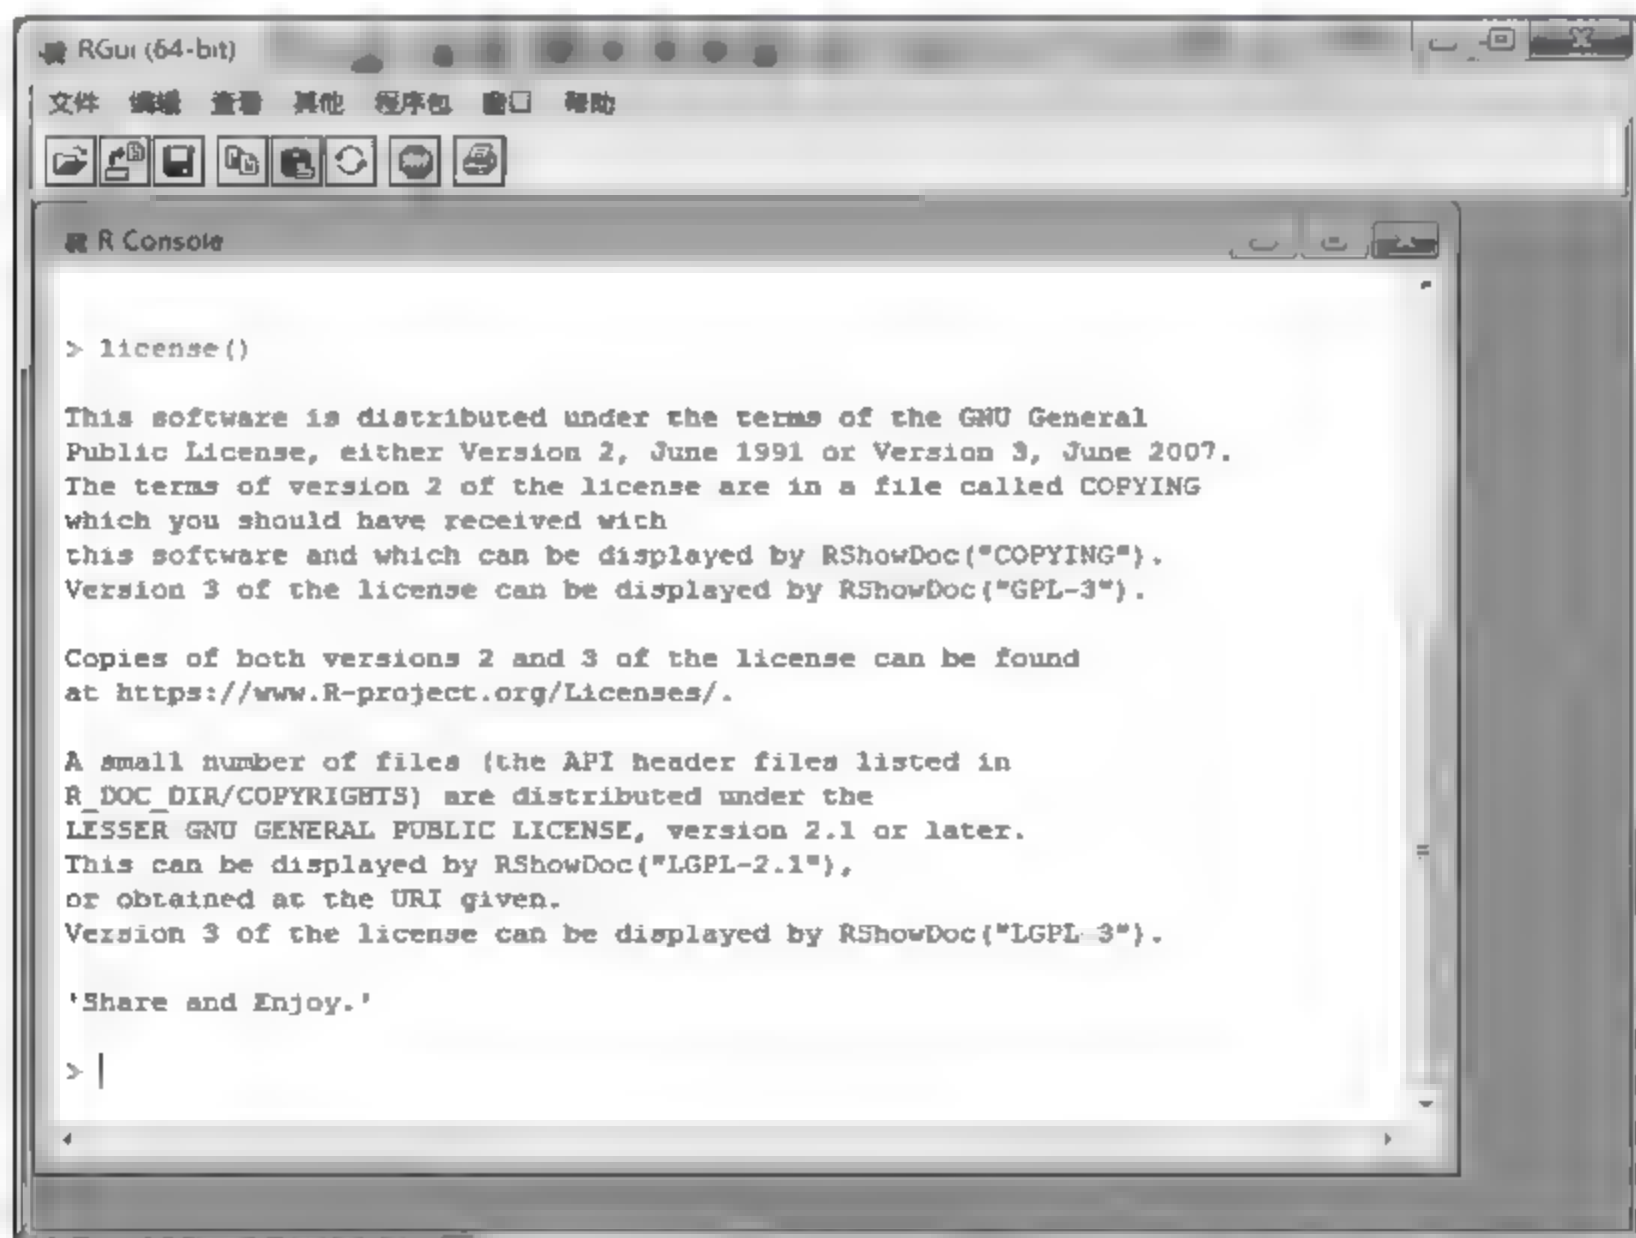 RGui (64-bit)
文件 编辑 查看 其他 程序包 窗口 帮助
R Console
> license()
This software is distributed under the terms of the GNU General
Public License, either Version 2, June 1991 or Version 3, June 2007.
The terms of version 2 of the license are in a file called COPYING
which you should have received with
this software and which can be displayed by RShowDoc("COPYING").
Version 3 of the license can be displayed by RShowDoc("GPL-3").
Copies of both versions 2 and 3 of the license can be found
at https://www.R-project.org/Licenses/.
A small number of files (the API header files listed in
R_DOC_DIR/COPYRIGHTS) are distributed under the
LESSER GNU GENERAL PUBLIC LICENSE, version 2.1 or later.
This can be displayed by RShowDoc("LGPL-2.1"),
or obtained at the URI given.
Version 3 of the license can be displayed by RShowDoc("LGPL-3").
'Share and Enjoy.'
>